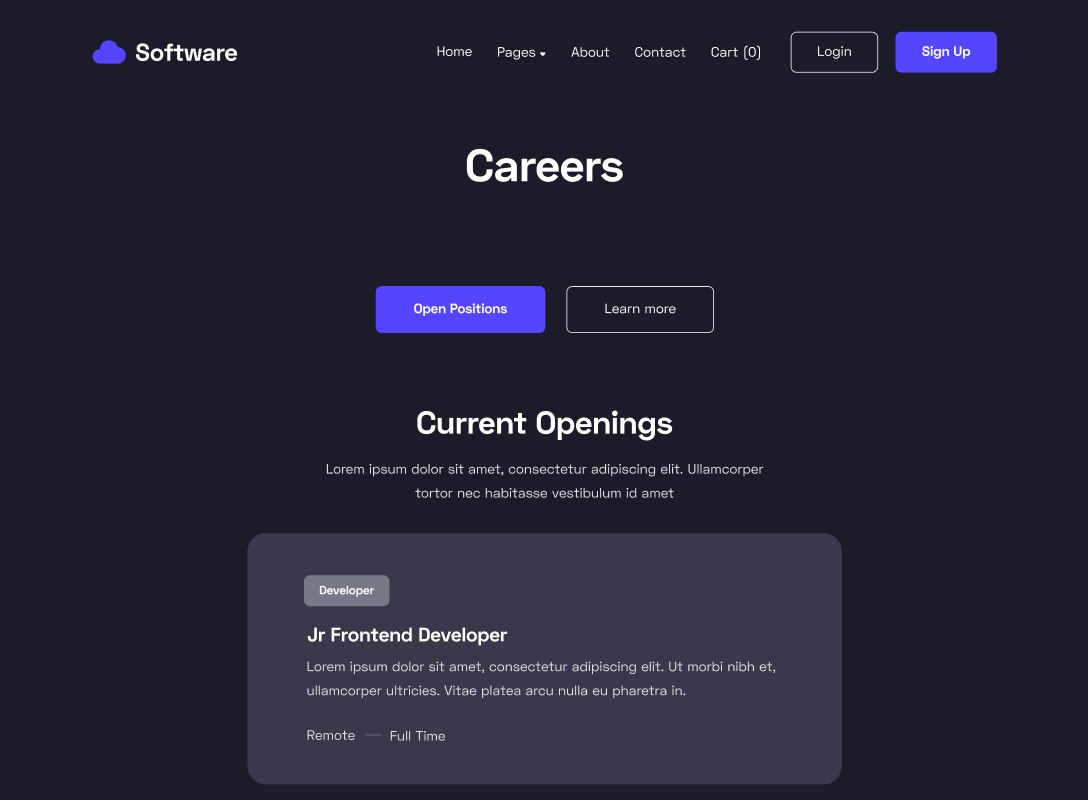 Software
Home Pages About Contact Cart (0) Login Sign Up
Careers
Open Positions Learn more
Current Openings
Lorem ipsum dolor sit amet, consectetur adipiscing elit. Ullamcorper
tortor nec habitasse vestibulum id amet
Developer
Jr Frontend Developer
Lorem ipsum dolor sit amet, consectetur adipiscing elit. Ut morbi nibh et,
ullamcorper ultricies. Vitae platea arcu nulla eu pharetra in.
Remote — Full Time